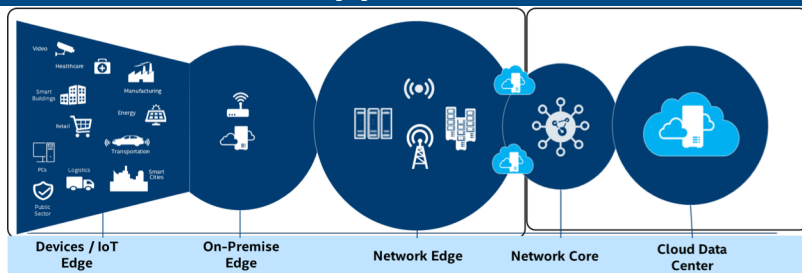 Video
Healthcare
Manufacturing
Smart
Buildings
Energy
Retail
Transportation
PCs
Logistics
Smart
Cities
Public
Sector
Devices / IoT
Edge
On-Premise
Edge
Network Edge
Network Core
Cloud Data
Center